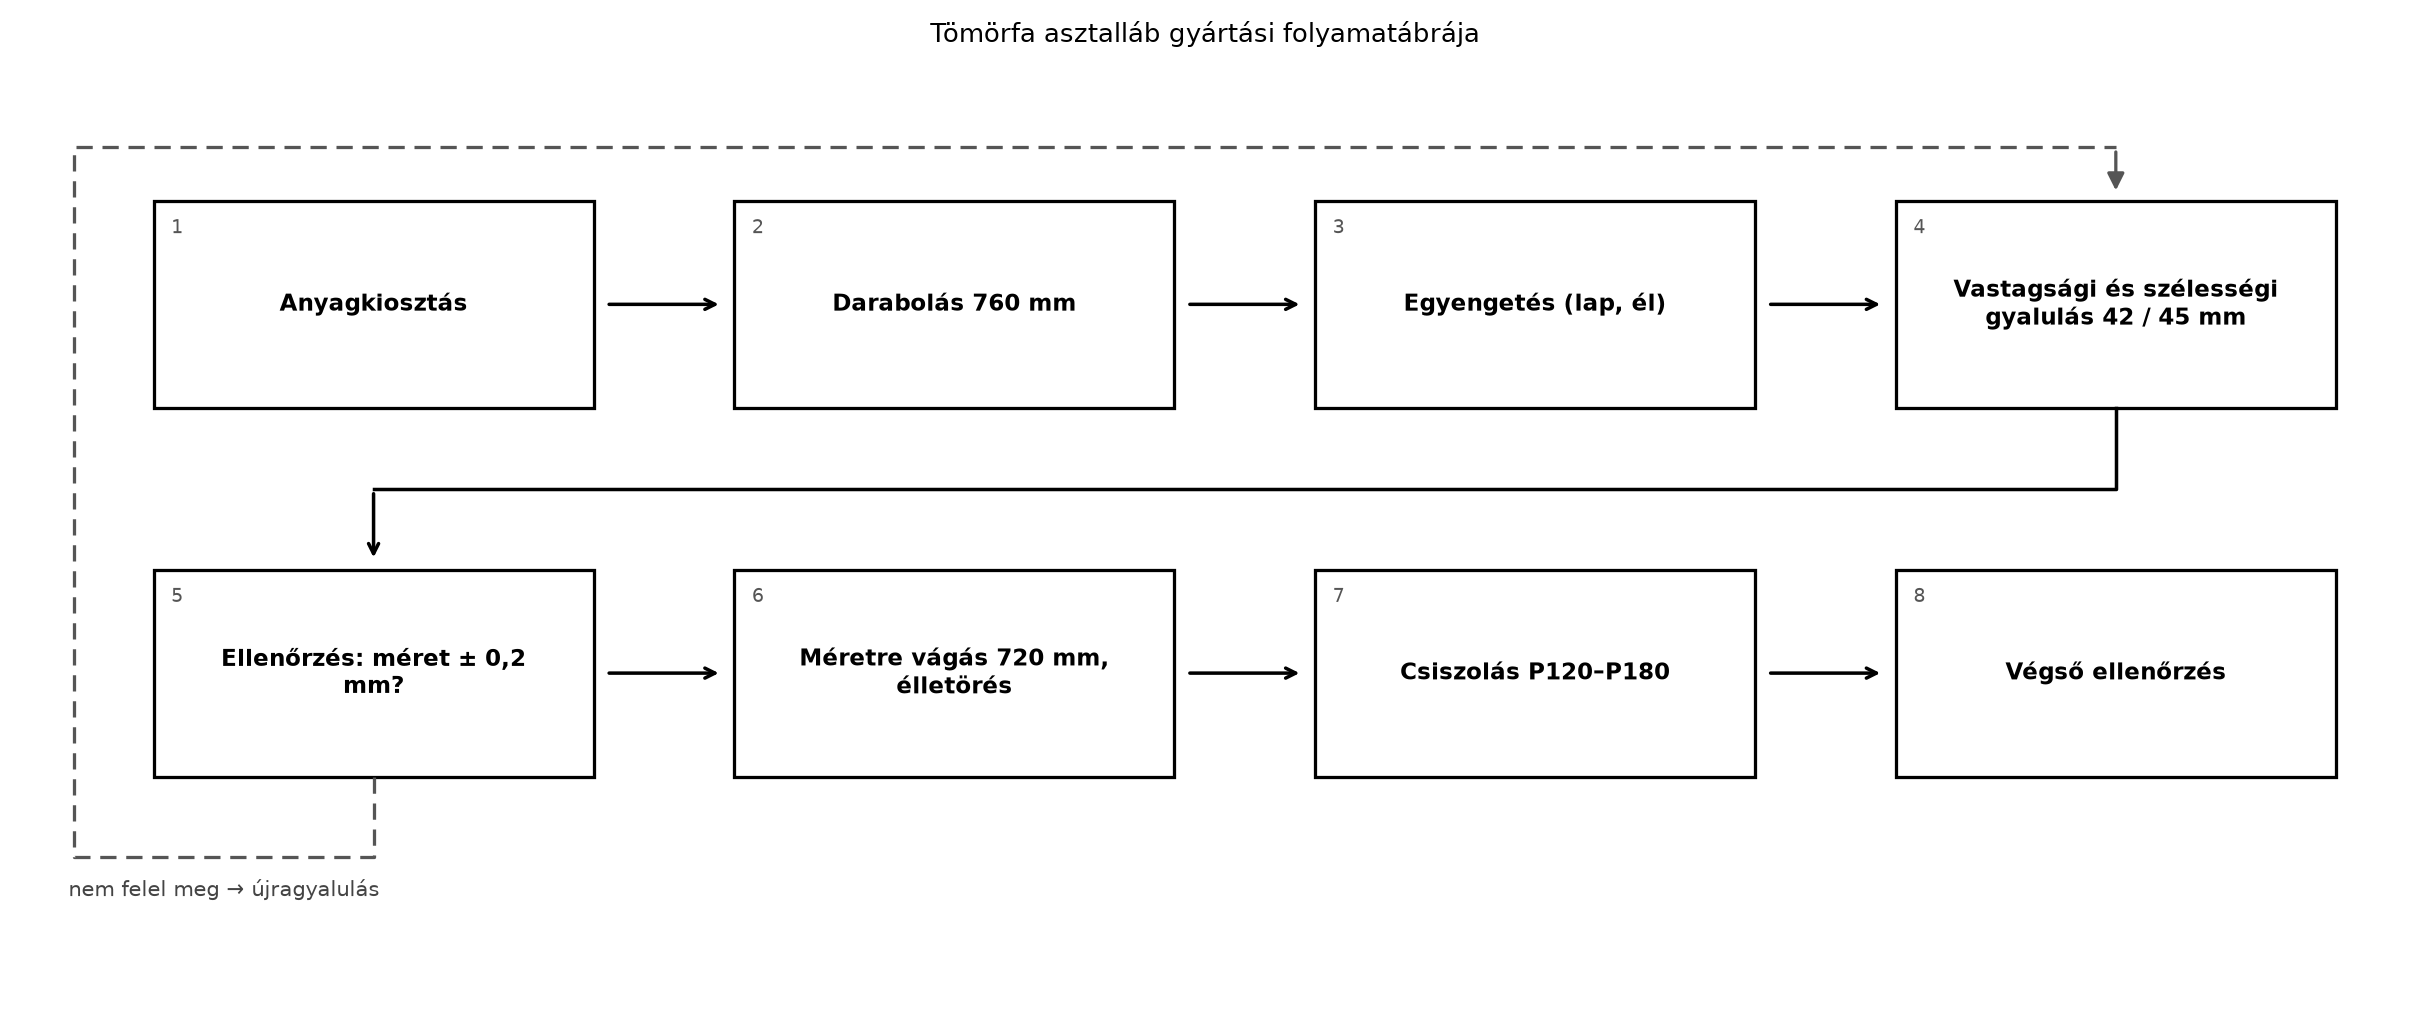 Tömörfa asztalláb gyártási folyamatábrája
1
Anyagkiosztás
2
Darabolás 760 mm
3
Egyengetés (lap, él)
4
Vastagsági és szélességi
gyalulás 42 / 45 mm
5
Ellenőrzés: méret ± 0,2
mm?
6
Méretre vágás 720 mm,
élletörés
7
Csiszolás P120–P180
8
Végső ellenőrzés
nem felel meg → újragyalulás